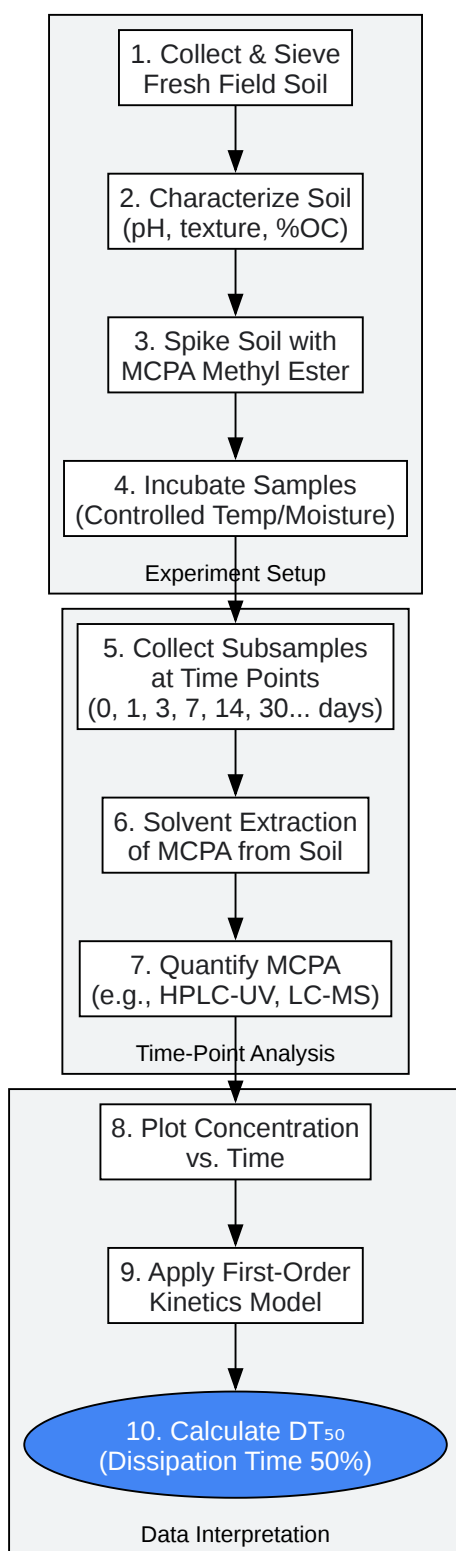 1. Collect & Sieve
Fresh Field Soil
2. Characterize Soil
(pH, texture, %OC)
3. Spike Soil with
MCPA Methyl Ester
4. Incubate Samples
(Controlled Temp/Moisture)
Experiment Setup
5. Collect Subsamples
at Time Points
(0, 1, 3, 7, 14, 30... days)
6. Solvent Extraction
of MCPA from Soil
7. Quantify MCPA
(e.g., HPLC-UV, LC-MS)
Time-Point Analysis
8. Plot Concentration
vs. Time
9. Apply First-Order
Kinetics Model
10. Calculate DT₅₀
(Dissipation Time 50%)
Data Interpretation